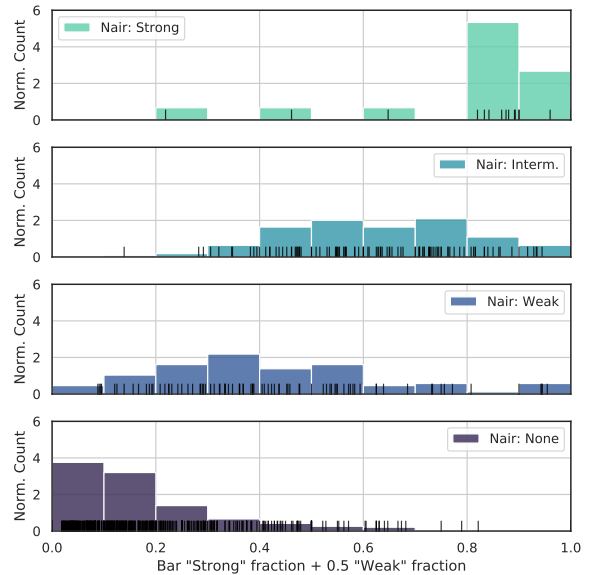 6
4
2
0
Norm. Count
Nair: Strong
6
4
2
0
Norm. Count
Nair: Interm.
6
4
2
0
Norm. Count
Nair: Weak
6
4
2
0
Norm. Count
Nair: None
0.0 0.2 0.4 0.6 0.8 1.0
Bar "Strong" fraction + 0.5 "Weak" fraction